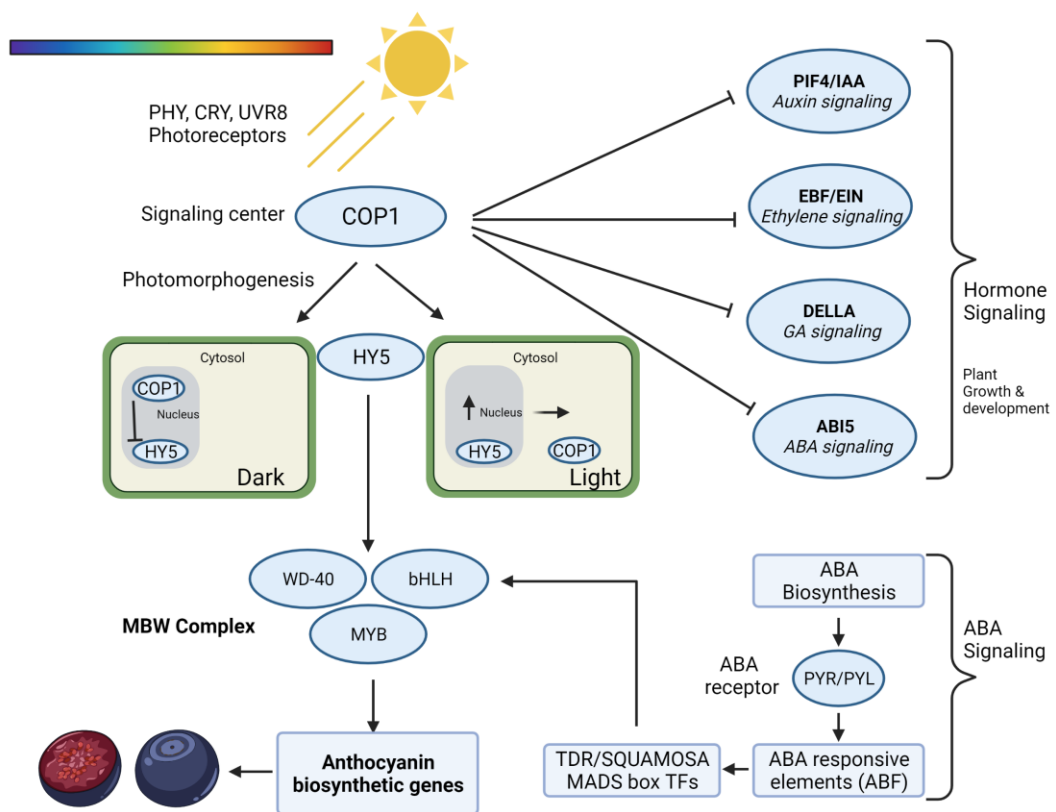 PHY, CRY, UVR8
Photoreceptors
Signaling center
COP1
Photomorphogenesis
PIF4/IAA
Auxin signaling
EBF/EIN
Ethylene signaling
DELLA
GA signaling
ABI5
ABA signaling
Hormone
Signaling
Plant
Growth &
development
Cytosol
COP1
Nucleus
HY5
Dark
HY5
Cytosol
Nucleus
HY5
COP1
Light
WD-40
bHLH
MYB
MBW Complex
Anthocyanin
biosynthetic genes
ABA
Biosynthesis
ABA
receptor
PYR/PYL
ABA responsive
elements (ABF)
TDR/SQUAMOSA
MADS box TFs
ABA
Signaling